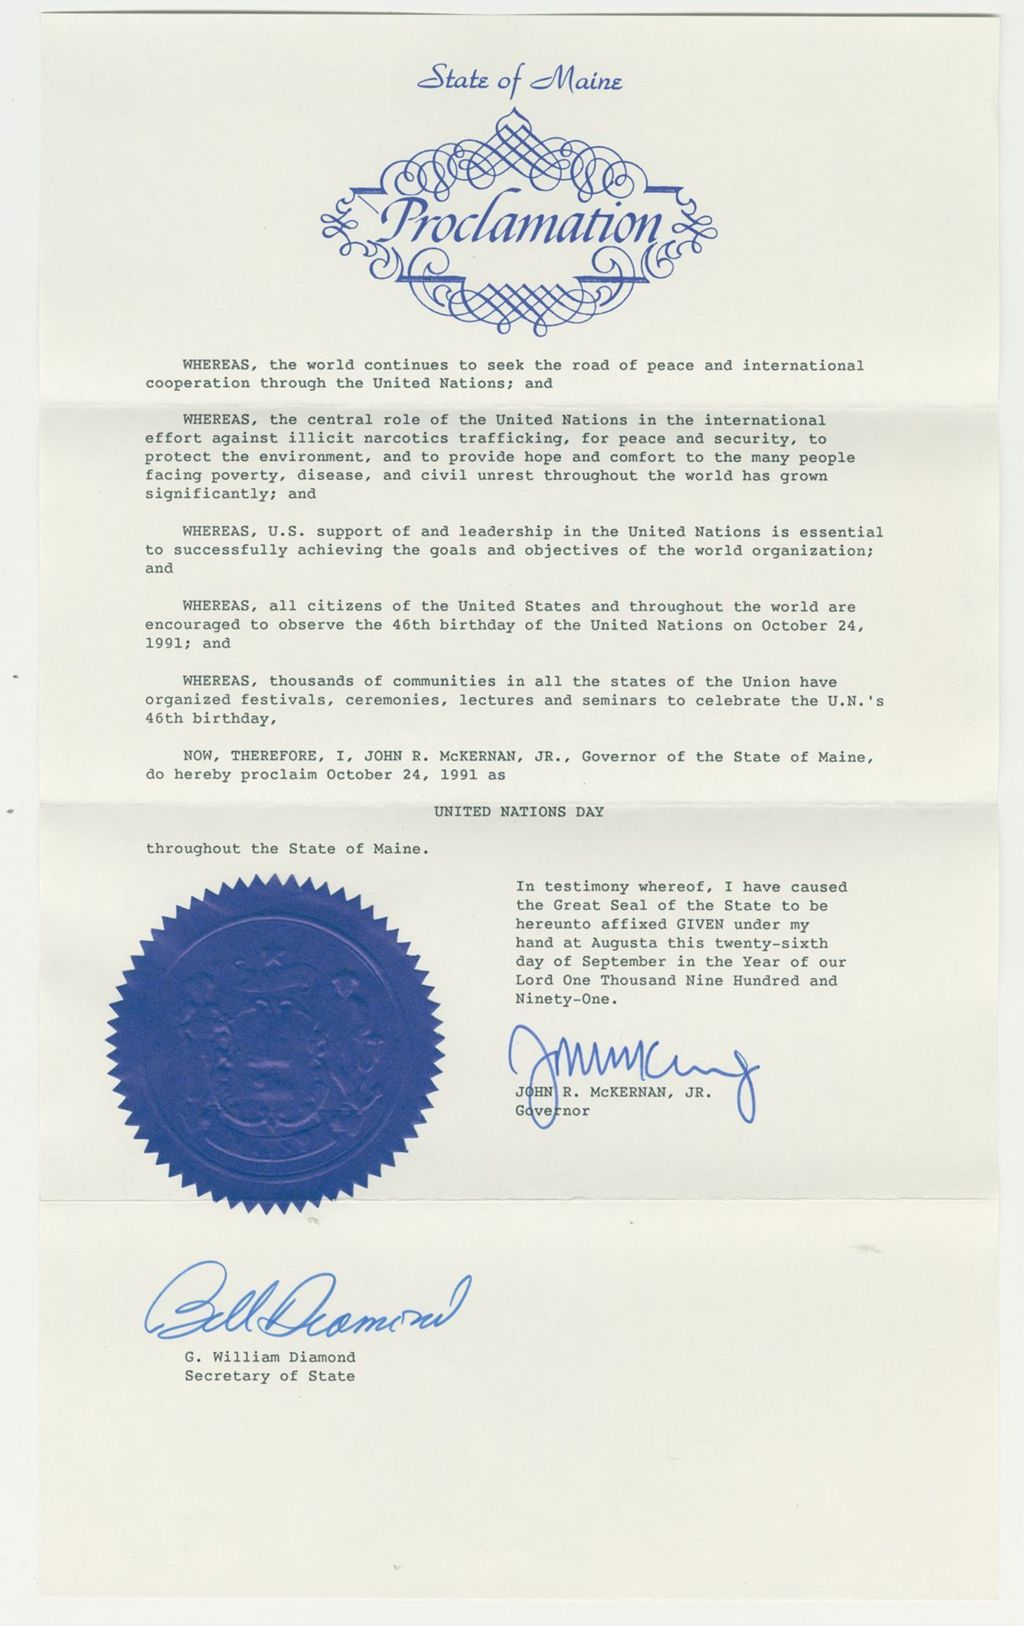 State of Maine
Proclamation
WHEREAS, the world continues to seek the road of peace and international
cooperation through the United Nations; and
WHEREAS, the central role of the United Nations in the international
effort against illicit narcotics trafficking, for peace and security, to
protect the environment, and to provide hope and comfort to the many people
facing poverty, disease, and civil unrest throughout the world has grown
significantly; and
WHEREAS, U.S. support of and leadership in the United Nations is essential
to successfully achieving the goals and objectives of the world organization;
and
WHEREAS, all citizens of the United States and throughout the world are
encouraged to observe the 46th birthday of the United Nations on October 24,
1991; and
WHEREAS, thousands of communities in all the states of the Union have
organized festivals, ceremonies, lectures and seminars to celebrate the U.N.'s
46th birthday,
NOW, THEREFORE, I, JOHN R. McKERNAN, JR., Governor of the State of Maine,
do hereby proclaim October 24, 1991 as
UNITED NATIONS DAY
throughout the State of Maine.
In testimony whereof, I have caused
the Great Seal of the State to be
hereunto affixed GIVEN under my
hand at Augusta this twenty-sixth
day of September in the Year of our
Lord One Thousand Nine Hundred and
Ninety-One.
JOHN R. McKERNAN, JR.
Governor
Bill Diamond
G. William Diamond
Secretary of State